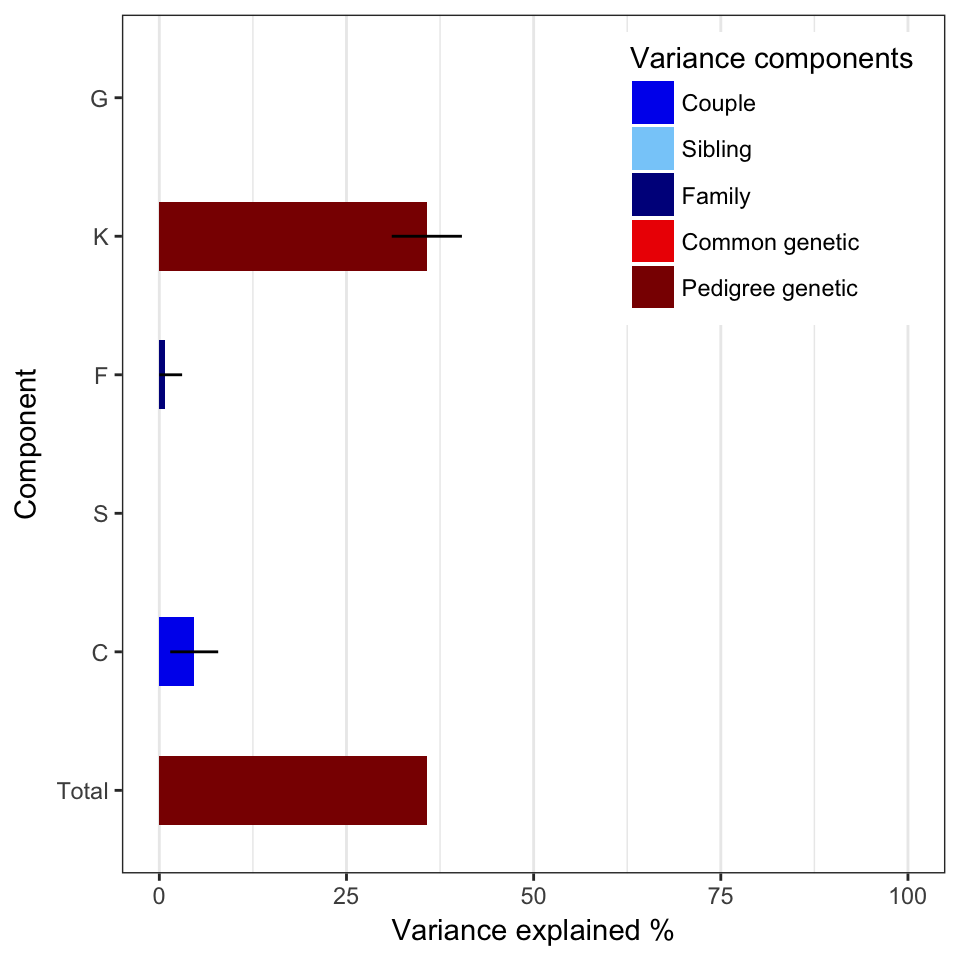 Variance components
Couple
Sibling
Family
Common genetic
Pedigree genetic
Component
G
K
F
S
C
Total
0 25 50 75 100
Variance explained %